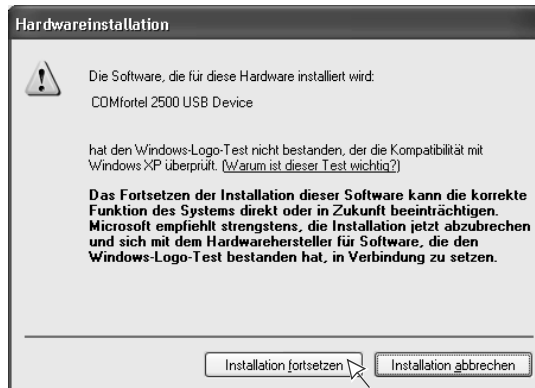 Hardwareinstallation
Die Software, die für diese Hardware installiert wird:
COMfortel 2500 USB Device
hat den Windows-Logo-Test nicht bestanden, der die Kompatibilität mit
Windows XP überprüft. (Warum ist dieser Test wichtig?)
Das Fortsetzen der Installation dieser Software kann die korrekte
Funktion des Systems direkt oder in Zukunft beeinträchtigen.
Microsoft empfiehlt strengstens, die Installation jetzt abzubrechen
und sich mit dem Hardwarehersteller für Software, die den
Windows-Logo-Test bestanden hat, in Verbindung zu setzen.
Installation fortsetzen
Installation abbrechen